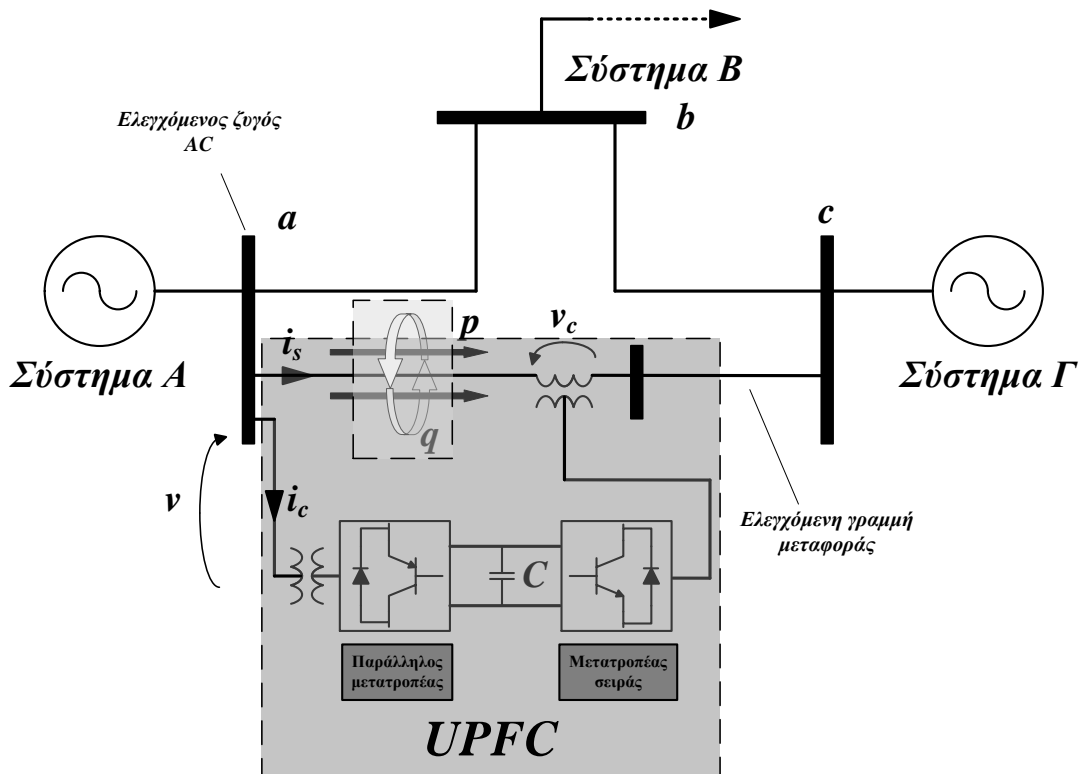 Σύστημα Β
b
Ελεγχόμενος ζυγός
AC
a
c
Σύστημα Α
Σύστημα Γ
i_s
p
v_c
q
v
i_c
Ελεγχόμενη γραμμή
μεταφοράς
C
Παράλληλος
μετατροπέας
Μετατροπέας
σειράς
UPFC